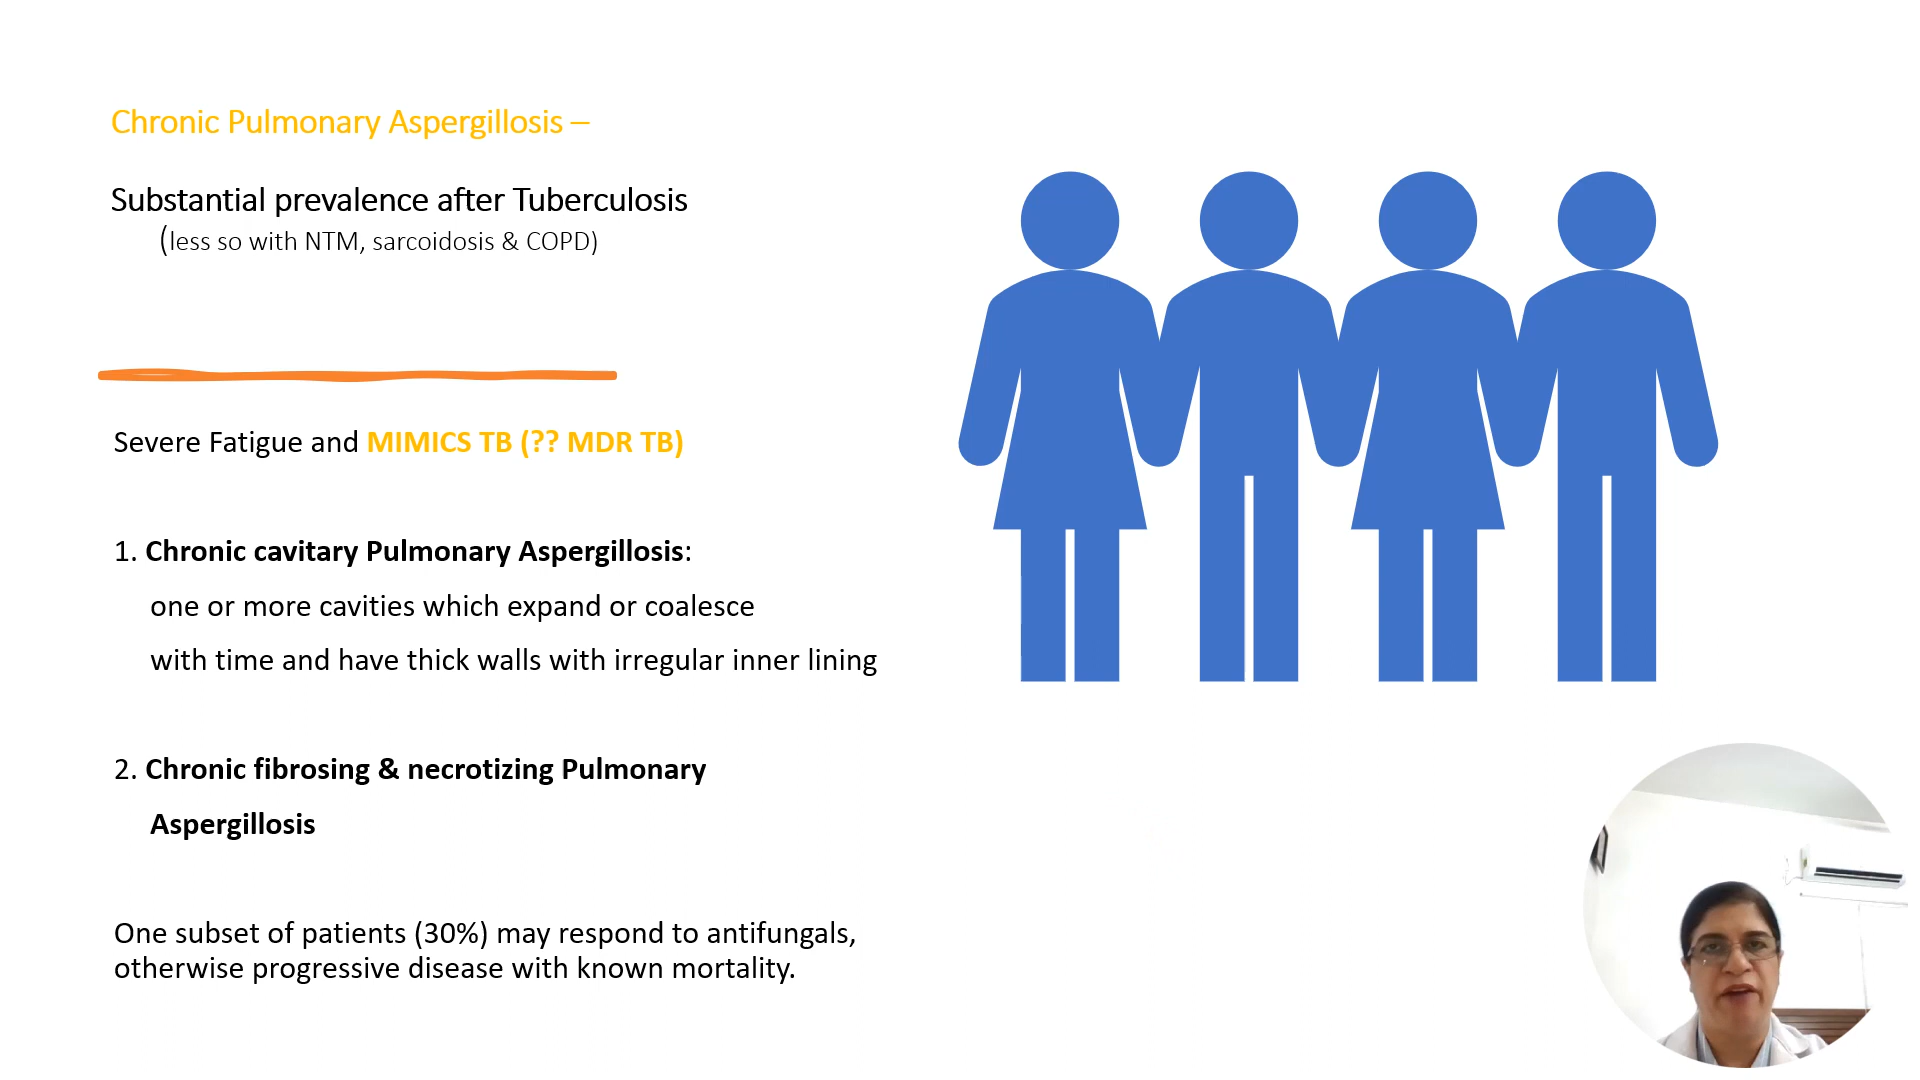 Chronic Pulmonary Aspergillosis –
Substantial prevalence after Tuberculosis
(less so with NTM, sarcoidosis & COPD)
Severe Fatigue and MIMICS TB (?? MDR TB)
1. Chronic cavitary Pulmonary Aspergillosis:
one or more cavities which expand or coalesce
with time and have thick walls with irregular inner lining
2. Chronic fibrosing & necrotizing Pulmonary
Aspergillosis
One subset of patients (30%) may respond to antifungals,
otherwise progressive disease with known mortality.